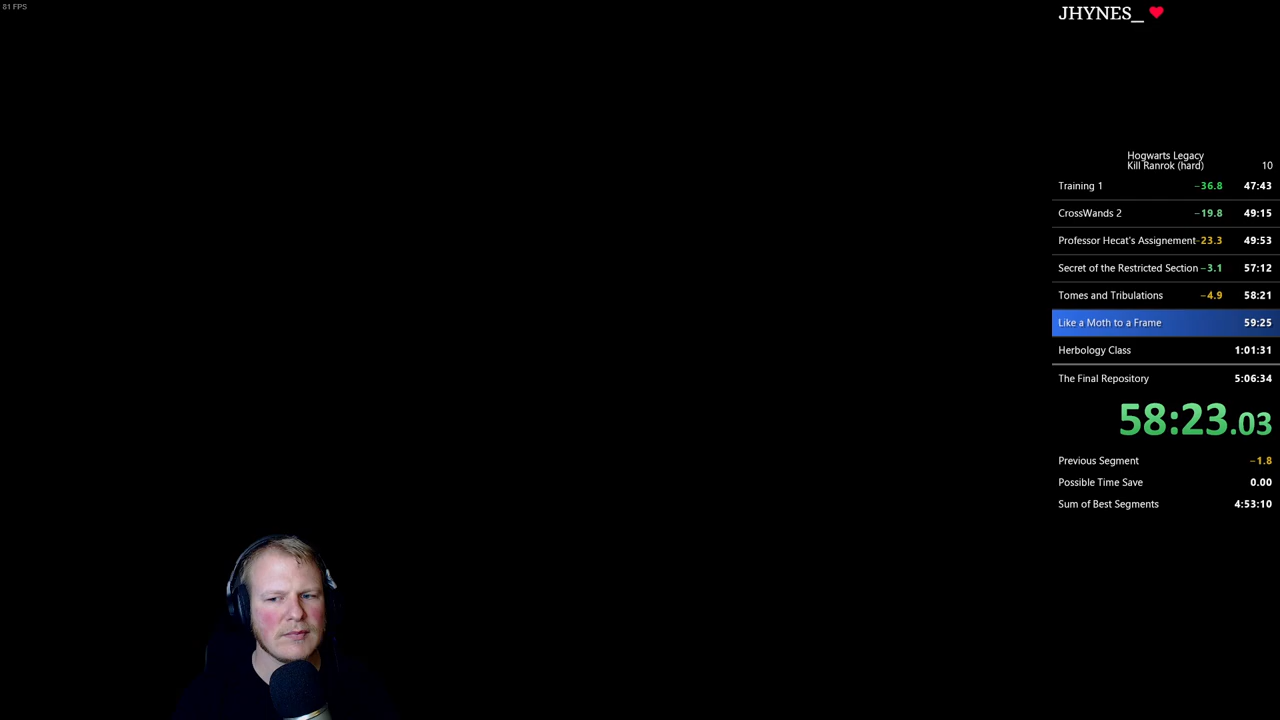 81 FPS
JHYNES_ ❤
Hogwarts Legacy
Kill Ranrok (hard) 10
Training 1 −36.8 47:43
CrossWands 2 −19.8 49:15
Professor Hecat's Assignement −23.3 49:53
Secret of the Restricted Section −3.1 57:12
Tomes and Tribulations −4.9 58:21
Like a Moth to a Frame 59:25
Herbology Class 1:01:31
The Final Repository 5:06:34
58:23.03
Previous Segment −1.8
Possible Time Save 0.00
Sum of Best Segments 4:53:10